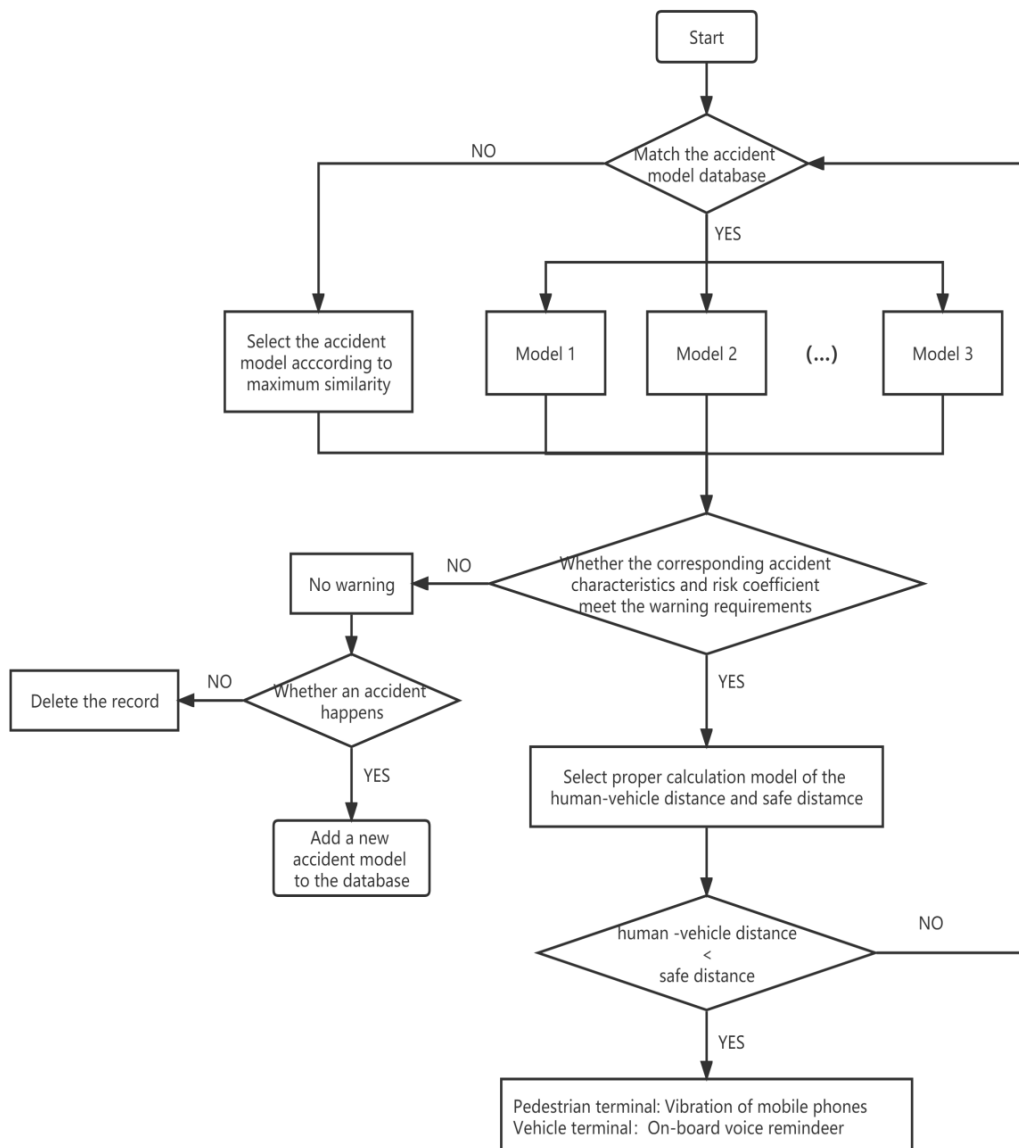 Start
Match the accident
model database
NO
YES
Select the accident
model acccording to
maximum similarity
Model 1
Model 2
(...)
Model 3
Whether the corresponding accident
characteristics and risk coefficient
meet the warning requirements
NO
No warning
YES
Whether an accident
happens
NO
Delete the record
YES
Add a new
accident model
to the database
Select proper calculation model of the
human-vehicle distance and safe distamce
human -vehicle distance
<
safe distance
NO
YES
Pedestrian terminal: Vibration of mobile phones
Vehicle terminal: On-board voice remindeer